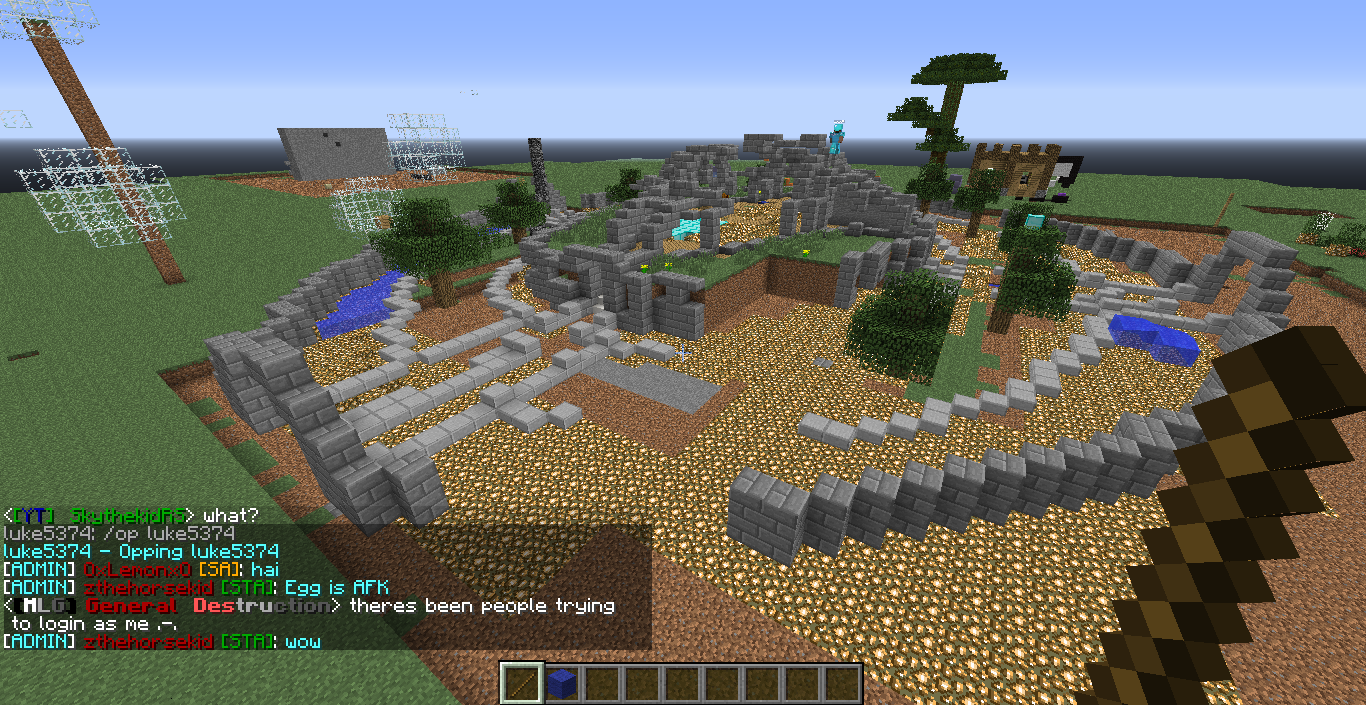 <[YT] SkythekidRS> what?
luke5374: /op luke5374
luke5374 - Opping luke5374
[ADMIN] 0xLemonx0 [SA]: hai
[ADMIN] zthehorsekid [STA]: Egg is AFK
<[MLG] General Destruction> theres been people trying
to login as me .-.
[ADMIN] zthehorsekid [STA]: wow